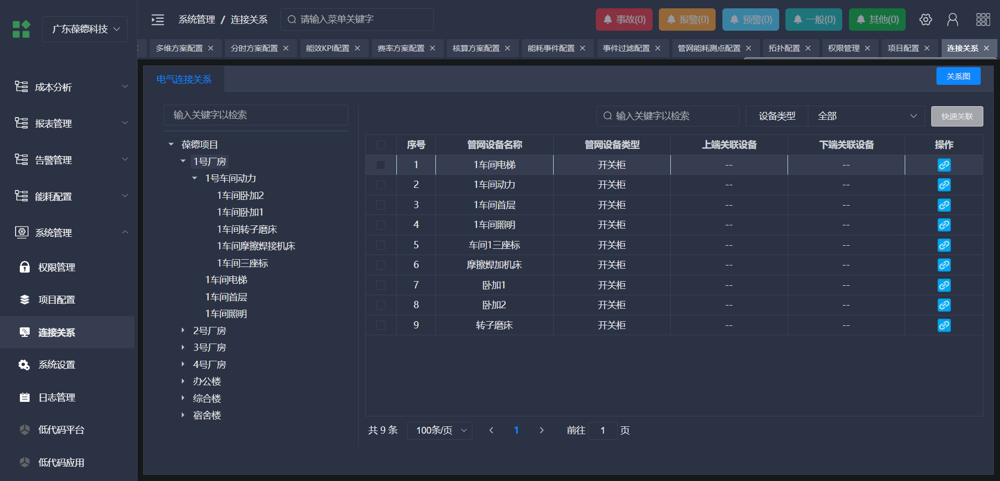 广东葆德科技
系统管理 / 连接关系
请输入菜单关键字
事故(0)
报警(0)
预警(0)
一般(0)
其他(0)
多维方案配置
分时方案配置
能效KPI配置
费率方案配置
核算方案配置
能耗事件配置
事件过滤配置
管网能耗测点配置
拓扑配置
权限管理
项目配置
连接关系
成本分析
报表管理
告警管理
能耗配置
系统管理
权限管理
项目配置
连接关系
系统设置
日志管理
低代码平台
低代码应用
电气连接关系
关系图
输入关键字以检索
葆德项目
1号厂房
1号车间动力
1车间卧加2
1车间卧加1
1车间转子磨床
1车间摩擦焊接机床
1车间三座标
1车间电梯
1车间首层
1车间照明
2号厂房
3号厂房
4号厂房
办公楼
综合楼
宿舍楼
输入关键字以检索
设备类型 全部
快速关联
序号 管网设备名称 管网设备类型 上端关联设备 下端关联设备 操作
1 1车间电梯 开关柜 -- --
2 1车间动力 开关柜 -- --
3 1车间首层 开关柜 -- --
4 1车间照明 开关柜 -- --
5 车间1三座标 开关柜 -- --
6 摩擦焊加机床 开关柜 -- --
7 卧加1 开关柜 -- --
8 卧加2 开关柜 -- --
9 转子磨床 开关柜 -- --
共 9 条 100条/页 1 前往 1 页